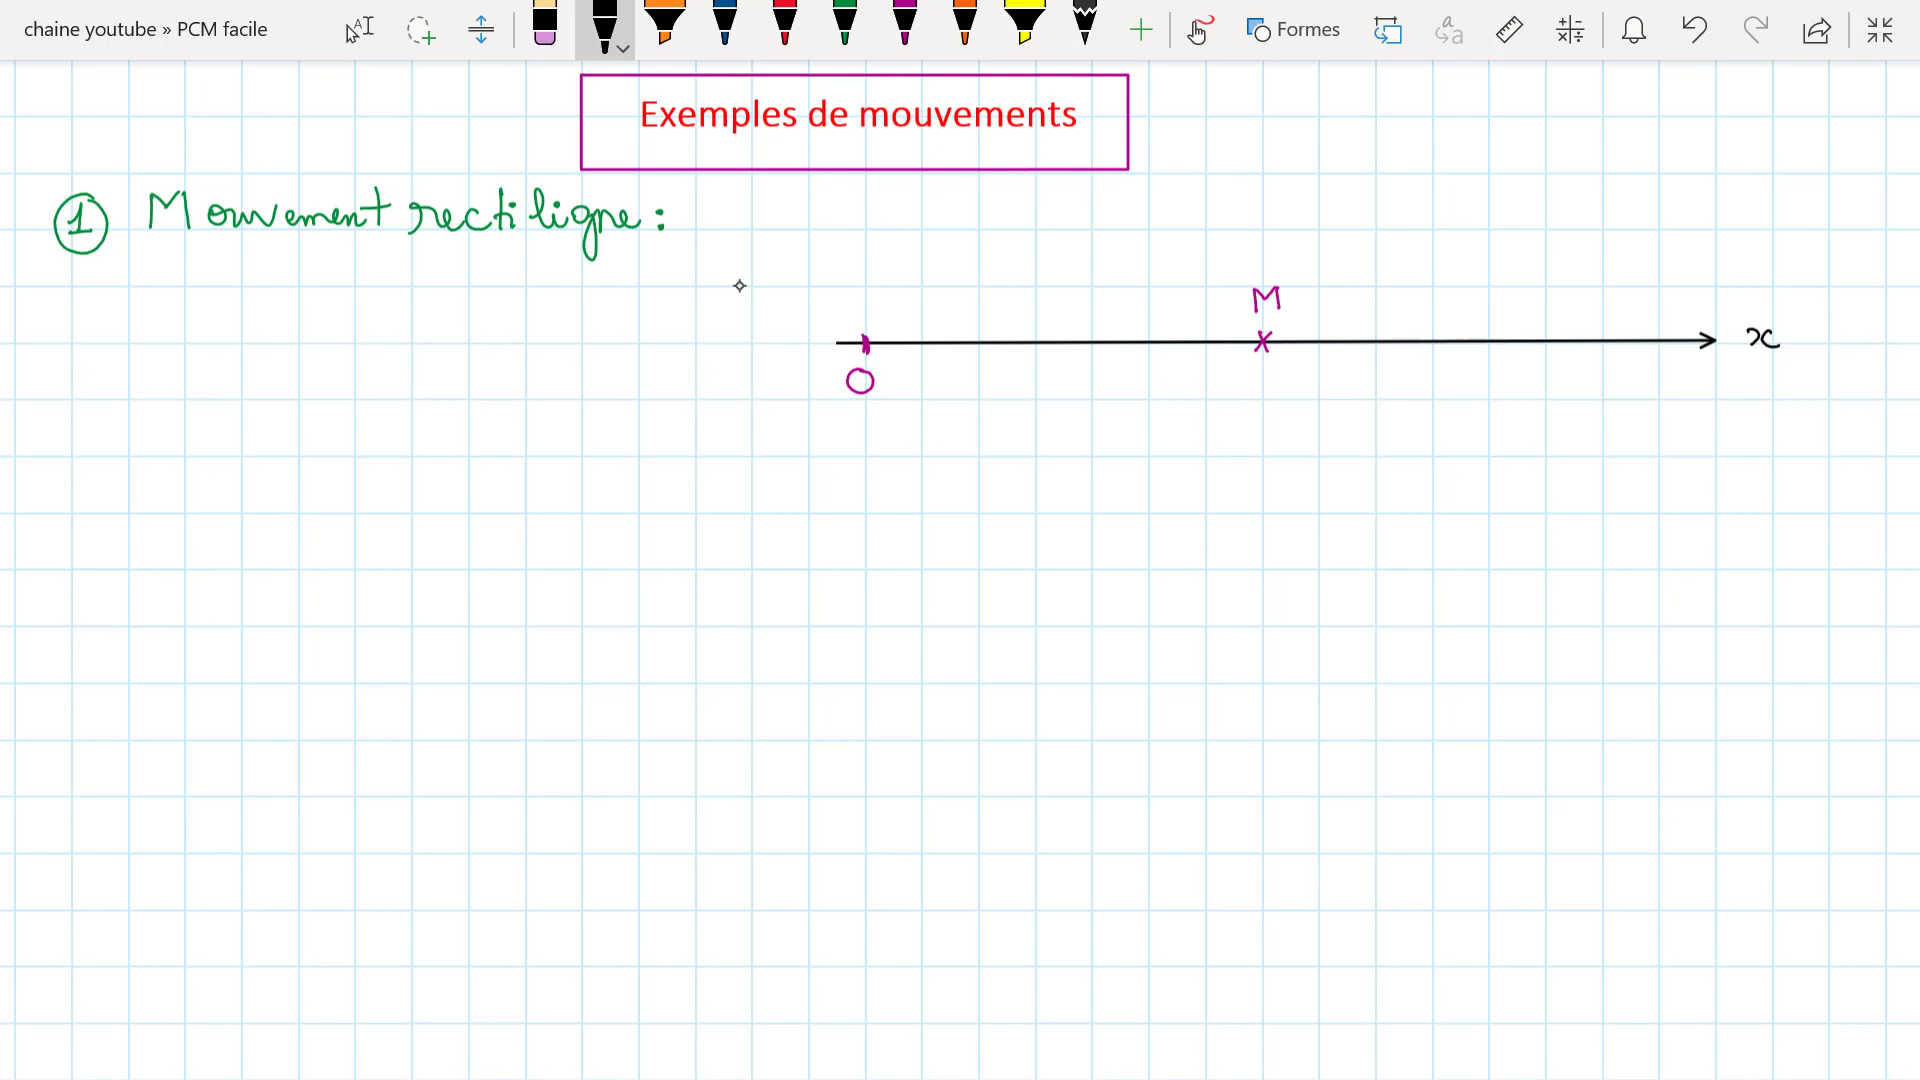 chaine youtube » PCM facile
Formes
Exemples de mouvements
1 Mouvement rectiligne :
M
x
O